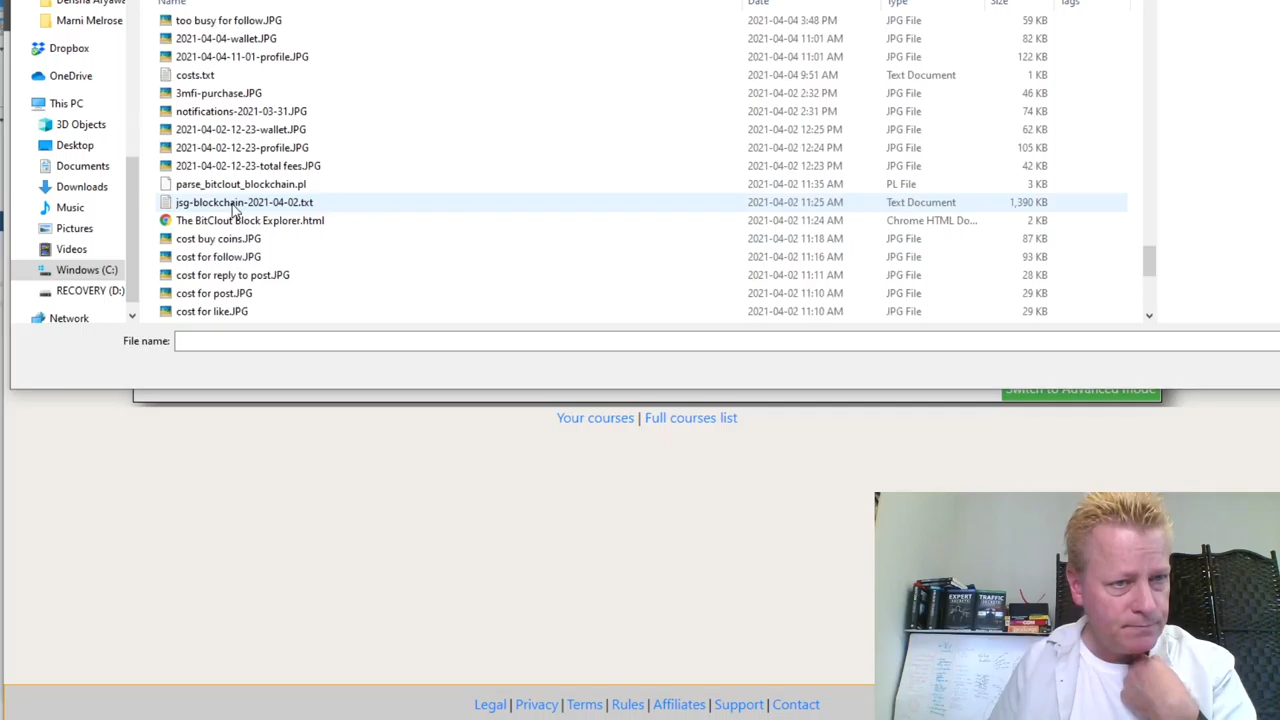 Densha Aryawa
Name Date Type Size Tags
Marni Melrose
too busy for follow.JPG 2021-04-04 3:48 PM JPG File 59 KB
2021-04-04-wallet.JPG 2021-04-04 11:01 AM JPG File 82 KB
Dropbox
2021-04-04-11-01-profile.JPG 2021-04-04 11:01 AM JPG File 122 KB
OneDrive
costs.txt 2021-04-04 9:51 AM Text Document 1 KB
3mfi-purchase.JPG 2021-04-02 2:32 PM JPG File 46 KB
This PC
notifications-2021-03-31.JPG 2021-04-02 2:31 PM JPG File 74 KB
3D Objects
2021-04-02-12-23-wallet.JPG 2021-04-02 12:25 PM JPG File 62 KB
Desktop
2021-04-02-12-23-profile.JPG 2021-04-02 12:24 PM JPG File 105 KB
Documents
2021-04-02-12-23-total fees.JPG 2021-04-02 12:23 PM JPG File 42 KB
Downloads
parse_bitclout_blockchain.pl 2021-04-02 11:35 AM PL File 3 KB
Music
jsg-blockchain-2021-04-02.txt 2021-04-02 11:25 AM Text Document 1,390 KB
Pictures
The BitClout Block Explorer.html 2021-04-02 11:24 AM Chrome HTML Do... 2 KB
Videos
cost buy coins.JPG 2021-04-02 11:18 AM JPG File 87 KB
cost for follow.JPG 2021-04-02 11:16 AM JPG File 93 KB
Windows (C:)
cost for reply to post.JPG 2021-04-02 11:11 AM JPG File 28 KB
RECOVERY (D:)
cost for post.JPG 2021-04-02 11:10 AM JPG File 29 KB
Network
cost for like.JPG 2021-04-02 11:10 AM JPG File 29 KB
File name:
Switch to Advanced mode
Your courses | Full courses list
EXPERT SECRETS
TRAFFIC SECRETS
Legal | Privacy | Terms | Rules | Affiliates | Support | Contact